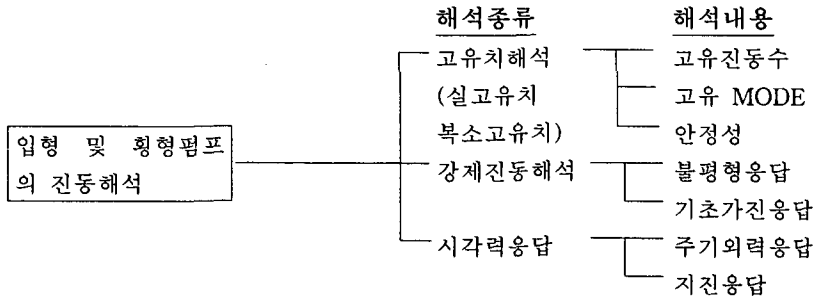 해석종류 해석내용
고유치해석 고유진동수
(실고유치 고유 MODE
복소고유치) 안정성
입형 및 횡형펌프
의 진동해석
강제진동해석 불평형응답
기초가진응답
시각력응답 주기외력응답
지진응답